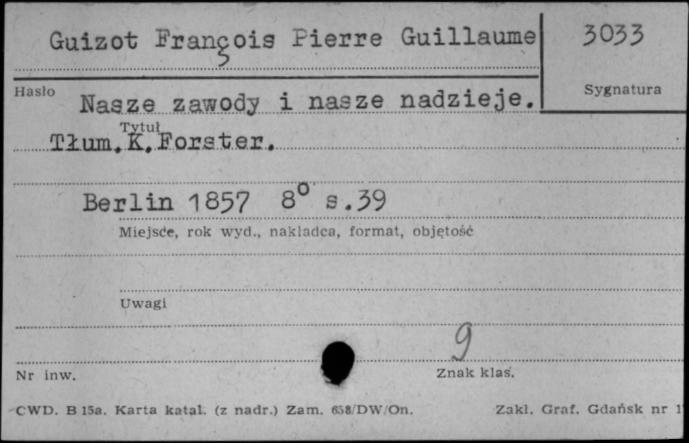 Guizot François Pierre Guillaume 3033
Hasło Sygnatura
Nasze zawody i nasze nadzieje.
Tytuł
Tłum. K. Forster.
Berlin 1857 8° s.39
Miejsce, rok wyd., nakladca, format, objętość
Uwagi
9
Nr inw. Znak klas.
CWD. B 15a. Karta katal. (z nadr.) Zam. 658/DW/On. Zakl. Graf. Gdańsk nr